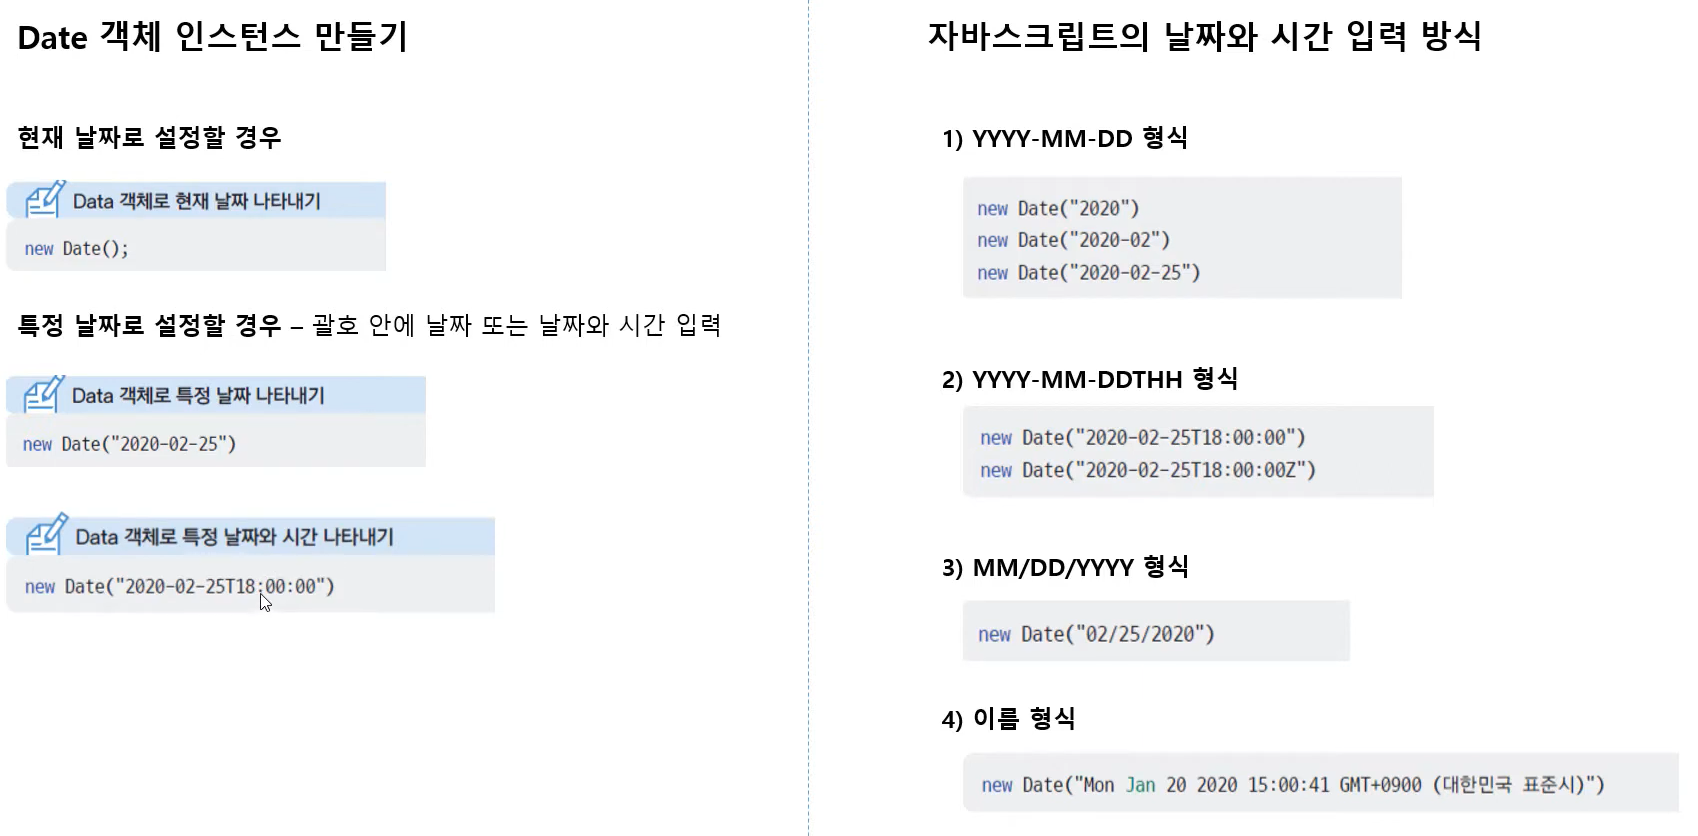 Date 객체 인스턴스 만들기
현재 날짜로 설정할 경우
Data 객체로 현재 날짜 나타내기
new Date();
특정 날짜로 설정할 경우 – 괄호 안에 날짜 또는 날짜와 시간 입력
Data 객체로 특정 날짜 나타내기
new Date("2020-02-25")
Data 객체로 특정 날짜와 시간 나타내기
new Date("2020-02-25T18:00:00")
자바스크립트의 날짜와 시간 입력 방식
1) YYYY-MM-DD 형식
new Date("2020")
new Date("2020-02")
new Date("2020-02-25")
2) YYYY-MM-DDTHH 형식
new Date("2020-02-25T18:00:00")
new Date("2020-02-25T18:00:00Z")
3) MM/DD/YYYY 형식
new Date("02/25/2020")
4) 이름 형식
new Date("Mon Jan 20 2020 15:00:41 GMT+0900 (대한민국 표준시)")